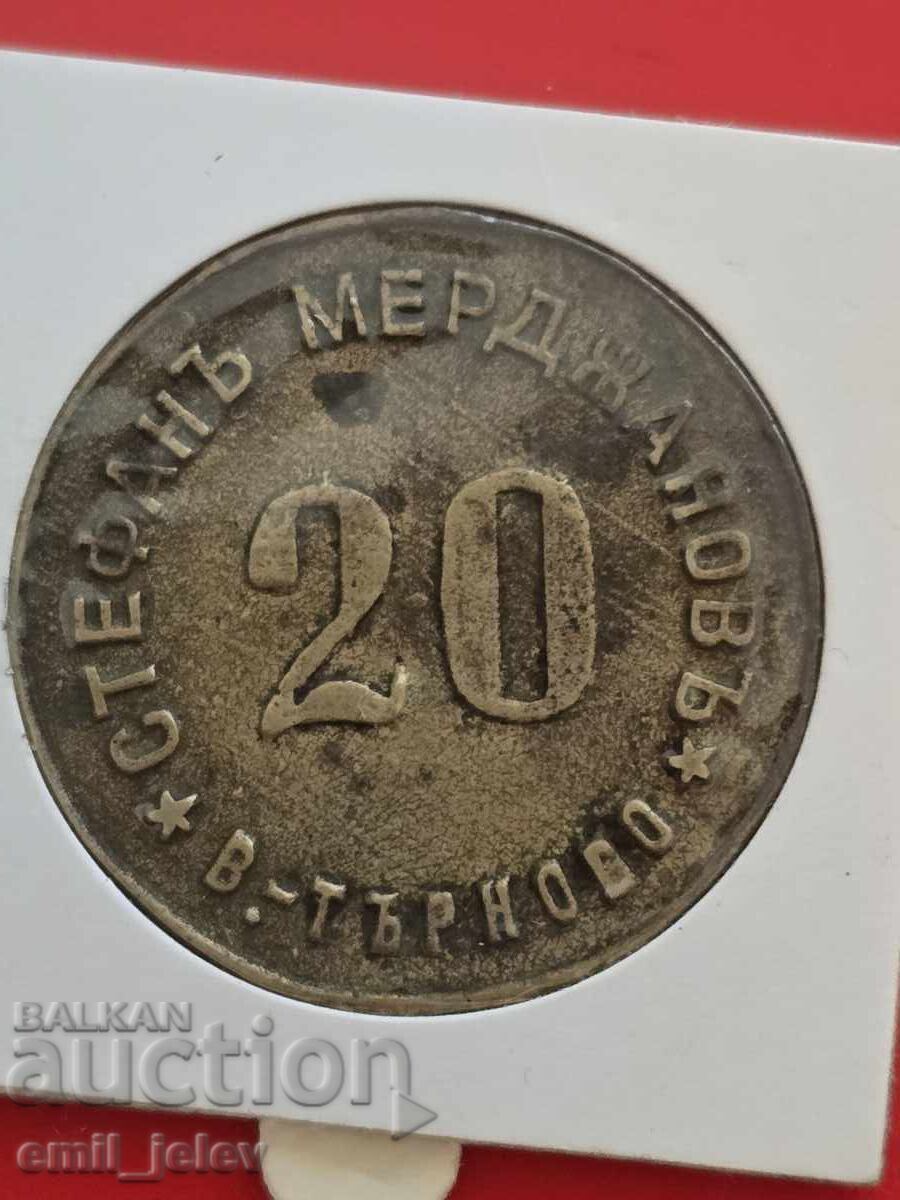 СТЕФАНЪ МЕРДЖАНОВЪ
20
★ В.-ТЪРНОВО ★
BALKAN
auction
emil_jelev